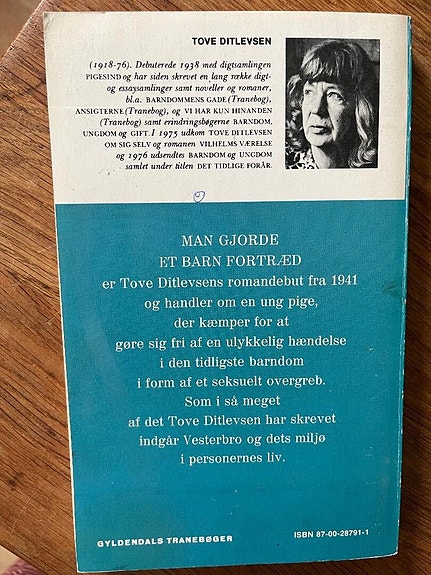 TOVE DITLEVSEN
(1918-76). Debuterede 1938 med digtsamlingen
PIGESIND og har siden skrevet en lang række digt-
og essaysamlinger samt noveller og romaner,
bl.a. BARNDOMMENS GADE (Tranebog),
ANSIGTERNE (Tranebog), og VI HAR KUN HINANDEN
(Tranebog) samt erindringsbøgerne BARNDOM,
UNGDOM og GIFT. I 1975 udkom TOVE DITLEVSEN
OM SIG SELV og romanen VILHELMS VÆRELSE
og 1976 udsendtes BARNDOM og UNGDOM
samlet under titlen DET TIDLIGE FORÅR.
MAN GJORDE
ET BARN FORTRÆD
er Tove Ditlevsens romandebut fra 1941
og handler om en ung pige,
der kæmper for at
gøre sig fri af en ulykkelig hændelse
i den tidligste barndom
i form af et seksuelt overgreb.
Som i så meget
af det Tove Ditlevsen har skrevet
indgår Vesterbro og dets miljø
i personernes liv.
GYLDENDALS TRANEBØGER
ISBN 87-00-28791-1